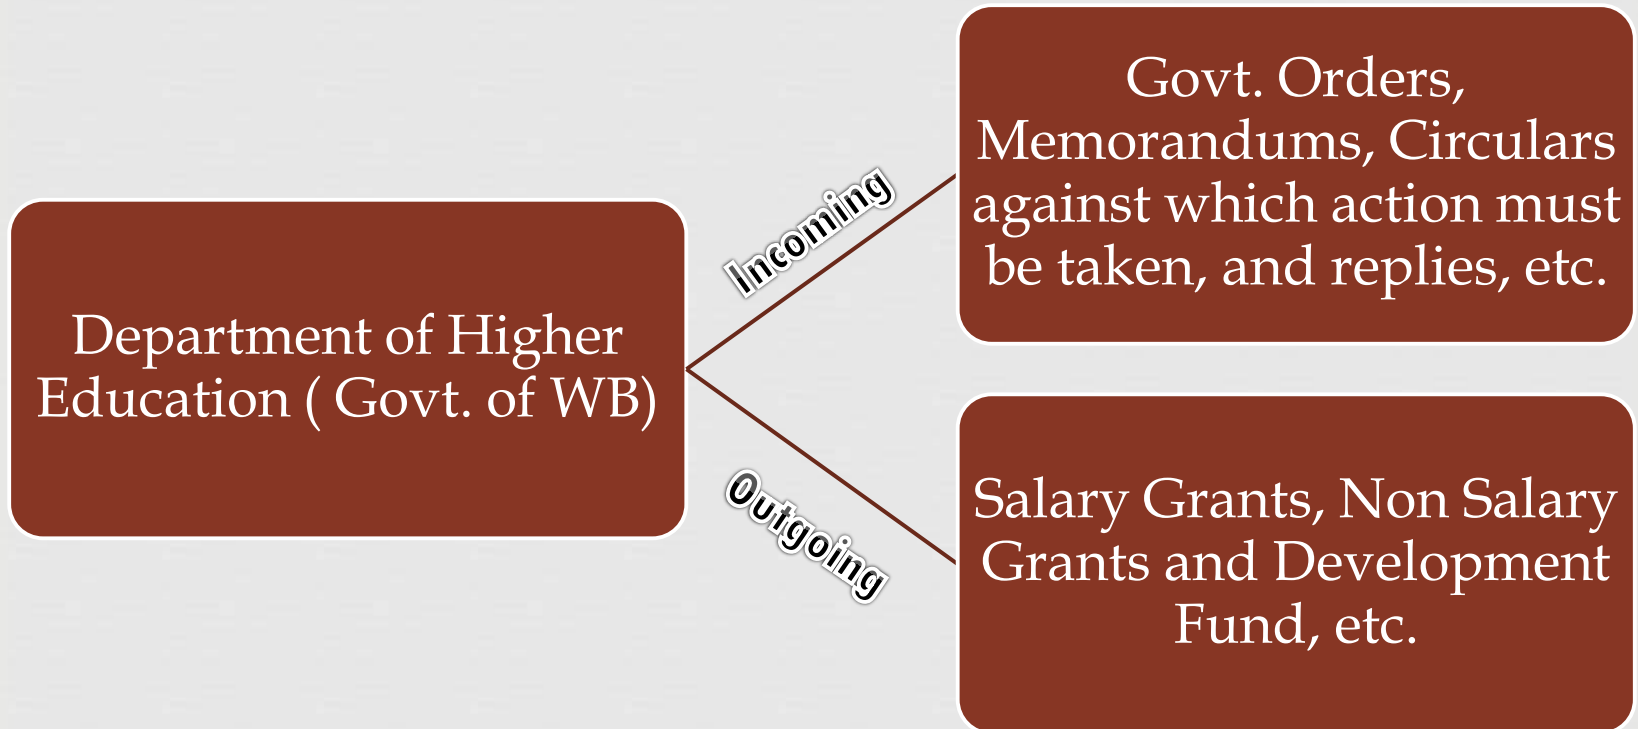 Department of Higher
Education ( Govt. of WB)
Incoming
Govt. Orders,
Memorandums, Circulars
against which action must
be taken, and replies, etc.
Outgoing
Salary Grants, Non Salary
Grants and Development
Fund, etc.